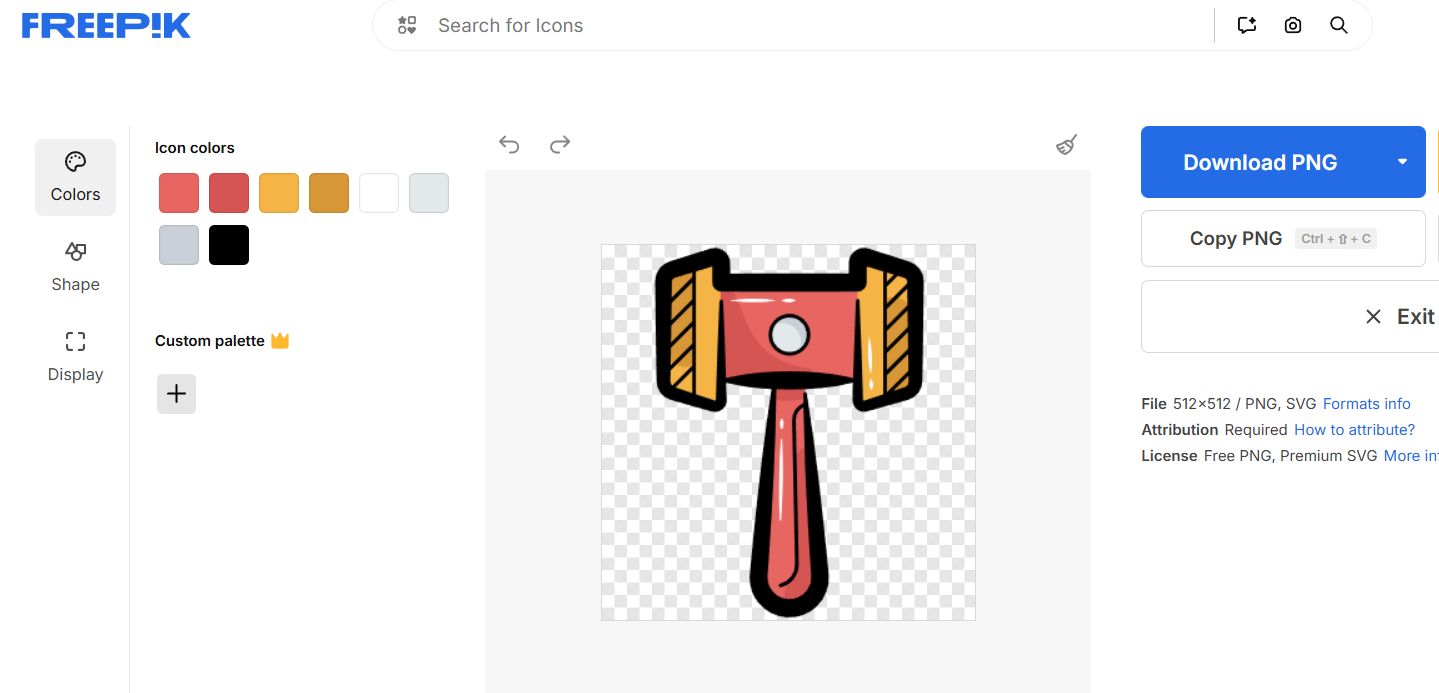 FREEP!K
Search for Icons
Colors
Shape
Display
Icon colors
Custom palette
Download PNG
Copy PNG Ctrl + ⇧ + C
Exit
File 512×512 / PNG, SVG Formats info
Attribution Required How to attribute?
License Free PNG, Premium SVG More